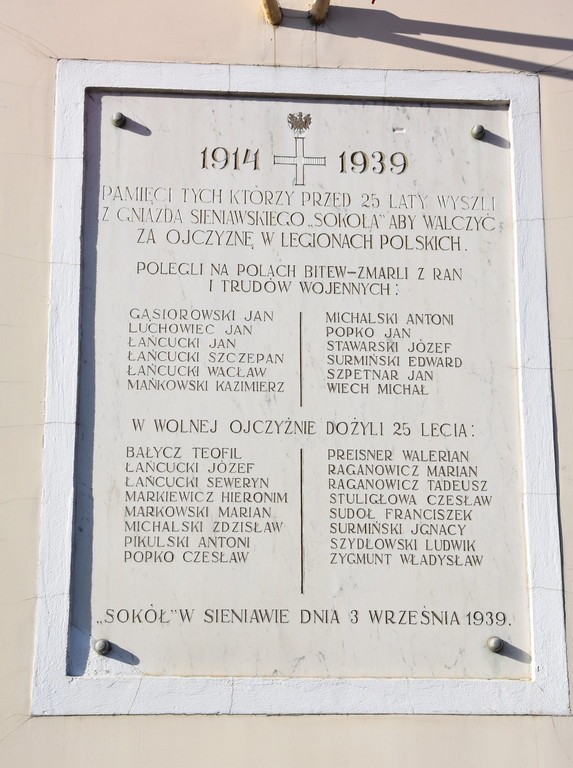 1914 1939
PAMIĘCI TYCH KTÓRZY PRZED 25 LATY WYSZLI
Z GNIAZDA SIENIAWSKIEGO „SOKOŁA" ABY WALCZYĆ
ZA OJCZYZNĘ W LEGIONACH POLSKICH.
POLEGLI NA POLACH BITEW-ZMARLI Z RAN
I TRUDÓW WOJENNYCH:
GĄSIOROWSKI JAN
LUCHOWIEC JAN
ŁAŃCUCKI JAN
ŁAŃCUCKI SZCZEPAN
ŁAŃCUCKI WACŁAW
MAŃKOWSKI KAZIMIERZ
MICHALSKI ANTONI
POPKO JAN
STAWARSKI JÓZEF
SURMIŃSKI EDWARD
SZPETNAR JAN
WIECH MICHAŁ
W WOLNEJ OJCZYŹNIE DOŻYLI 25 LECIA:
BAŁYCZ TEOFIL
ŁAŃCUCKI JÓZEF
ŁAŃCUCKI SEWERYN
MARKIEWICZ HIERONIM
MARKOWSKI MARIAN
MICHALSKI ZDZISŁAW
PIKULSKI ANTONI
POPKO CZESŁAW
PREISNER WALERIAN
RAGANOWICZ MARIAN
RAGANOWICZ TADEUSZ
STULIGŁOWA CZESŁAW
SUDOŁ FRANCISZEK
SURMIŃSKI JGNACY
SZYDŁOWSKI LUDWIK
ZYGMUNT WŁADYSŁAW
„SOKÓŁ" W SIENIAWIE DNIA 3 WRZEŚNIA 1939.